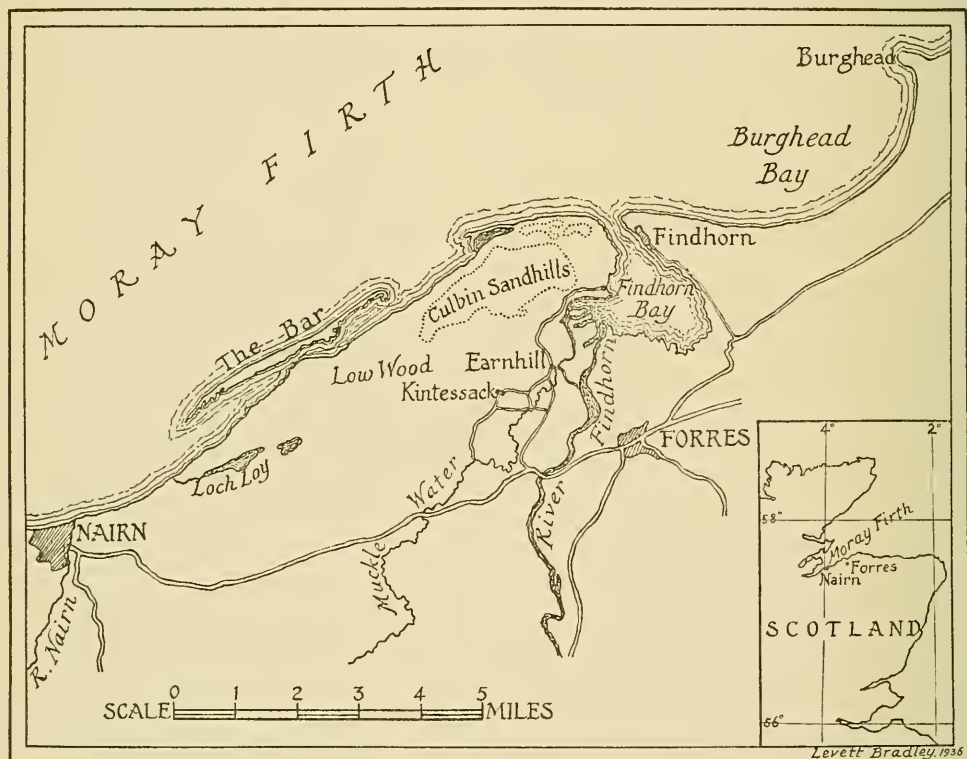 MORAY FIRTH
Burghead
Burghead
Bay
Findhorn
Culbin Sandhills
Findhorn
Bay
The Bar
Low Wood
Earnhill
Kintessack
Findhorn
FORRES
Loch Loy
Water
River
NAIRN
Muckle
R. Nairn
0 1 2 3 4 5
SCALE MILES
4° 2°
58°
Moray Firth
Forres
Nairn
SCOTLAND
56°
Levett Bradley, 1936